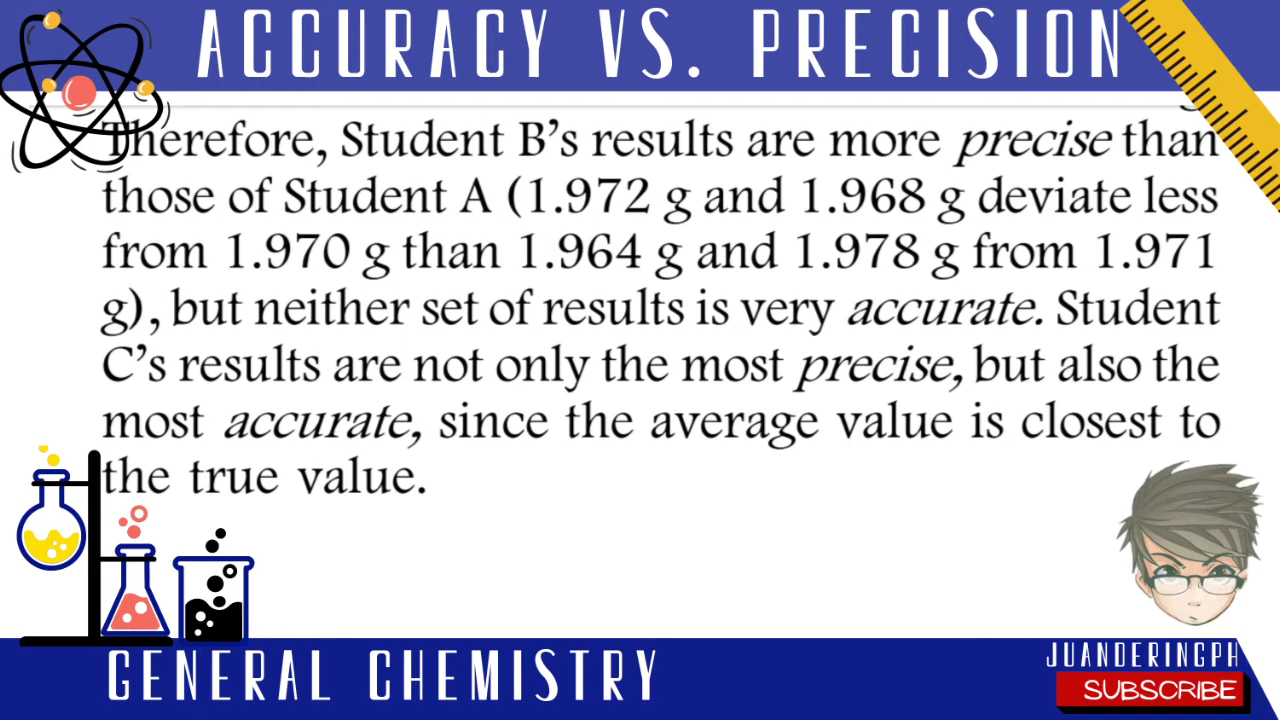 ACCURACY VS. PRECISION
Therefore, Student B's results are more precise than
those of Student A (1.972 g and 1.968 g deviate less
from 1.970 g than 1.964 g and 1.978 g from 1.971
g), but neither set of results is very accurate. Student
C's results are not only the most precise, but also the
most accurate, since the average value is closest to
the true value.
GENERAL CHEMISTRY
JUANDERINGPH
SUBSCRIBE